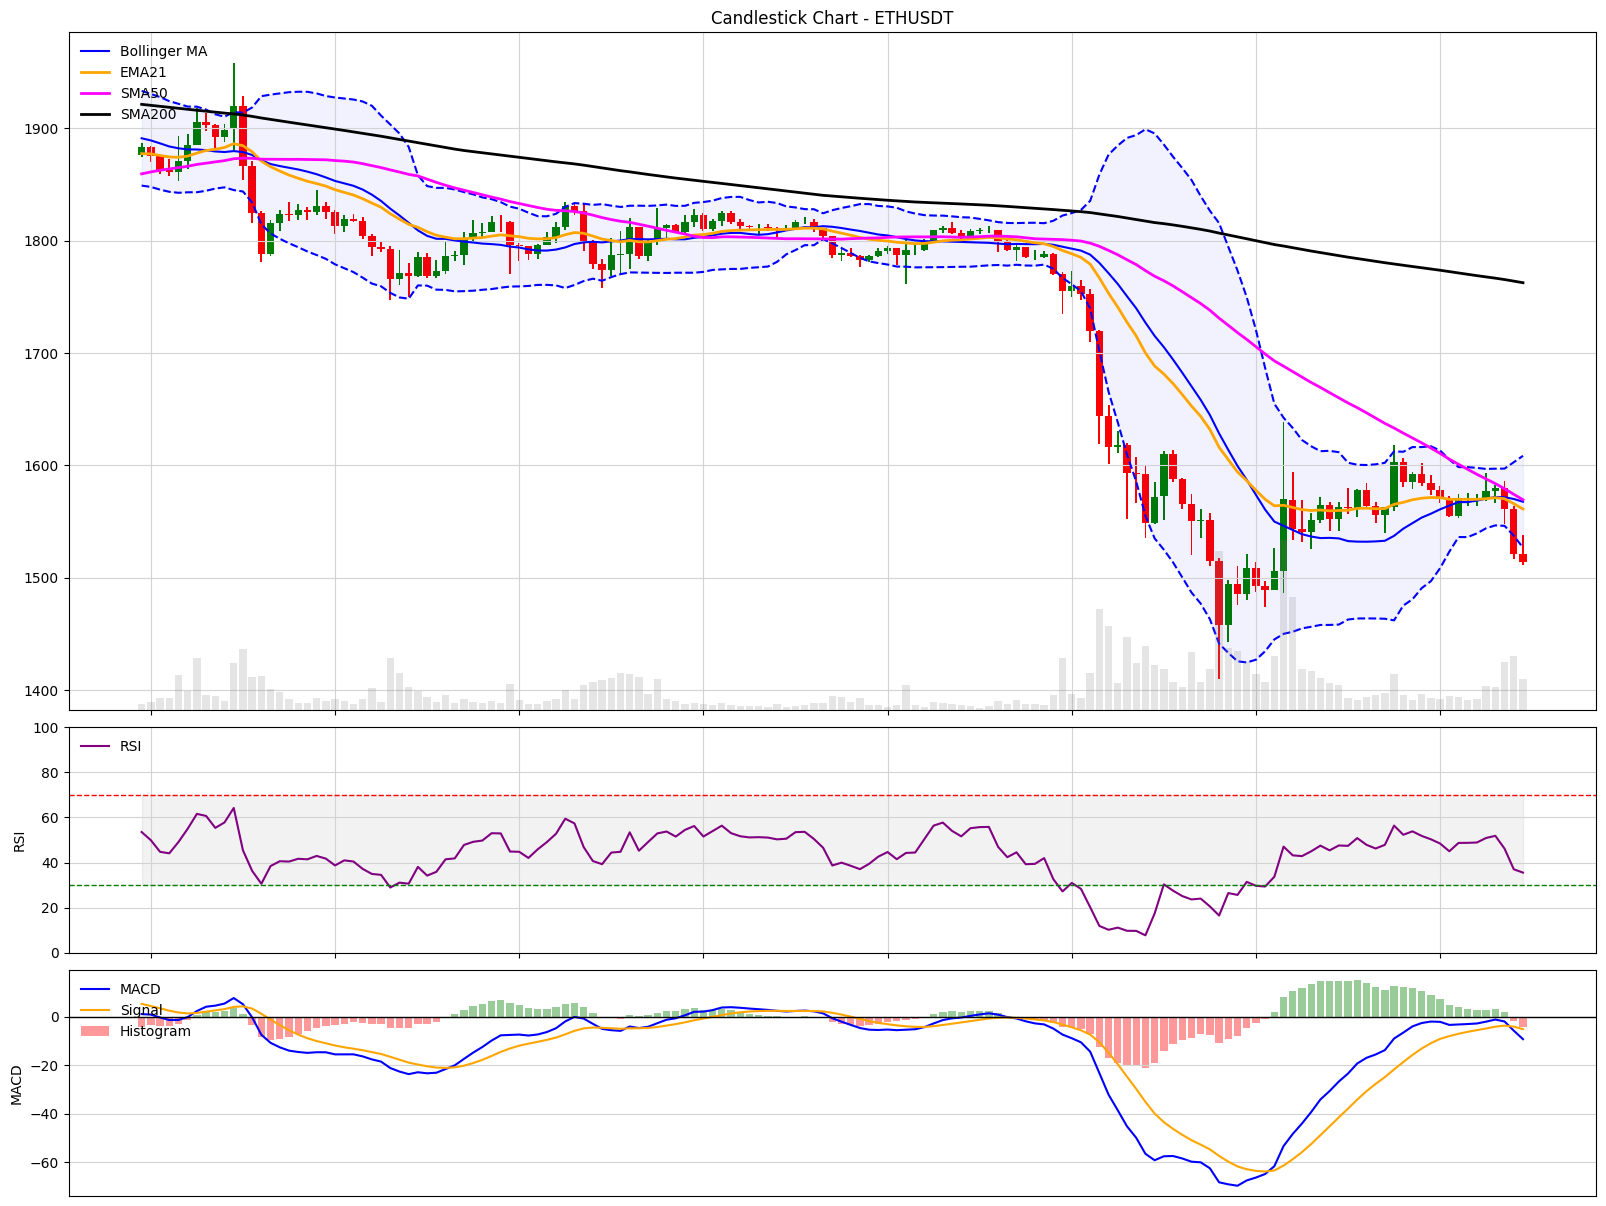 Candlestick Chart - ETHUSDT
Bollinger MA
EMA21
SMA50
SMA200
1900
1800
1700
1600
1500
1400
100
80
60
40
20
0
RSI
RSI
MACD
Signal
Histogram
0
−20
−40
−60
MACD